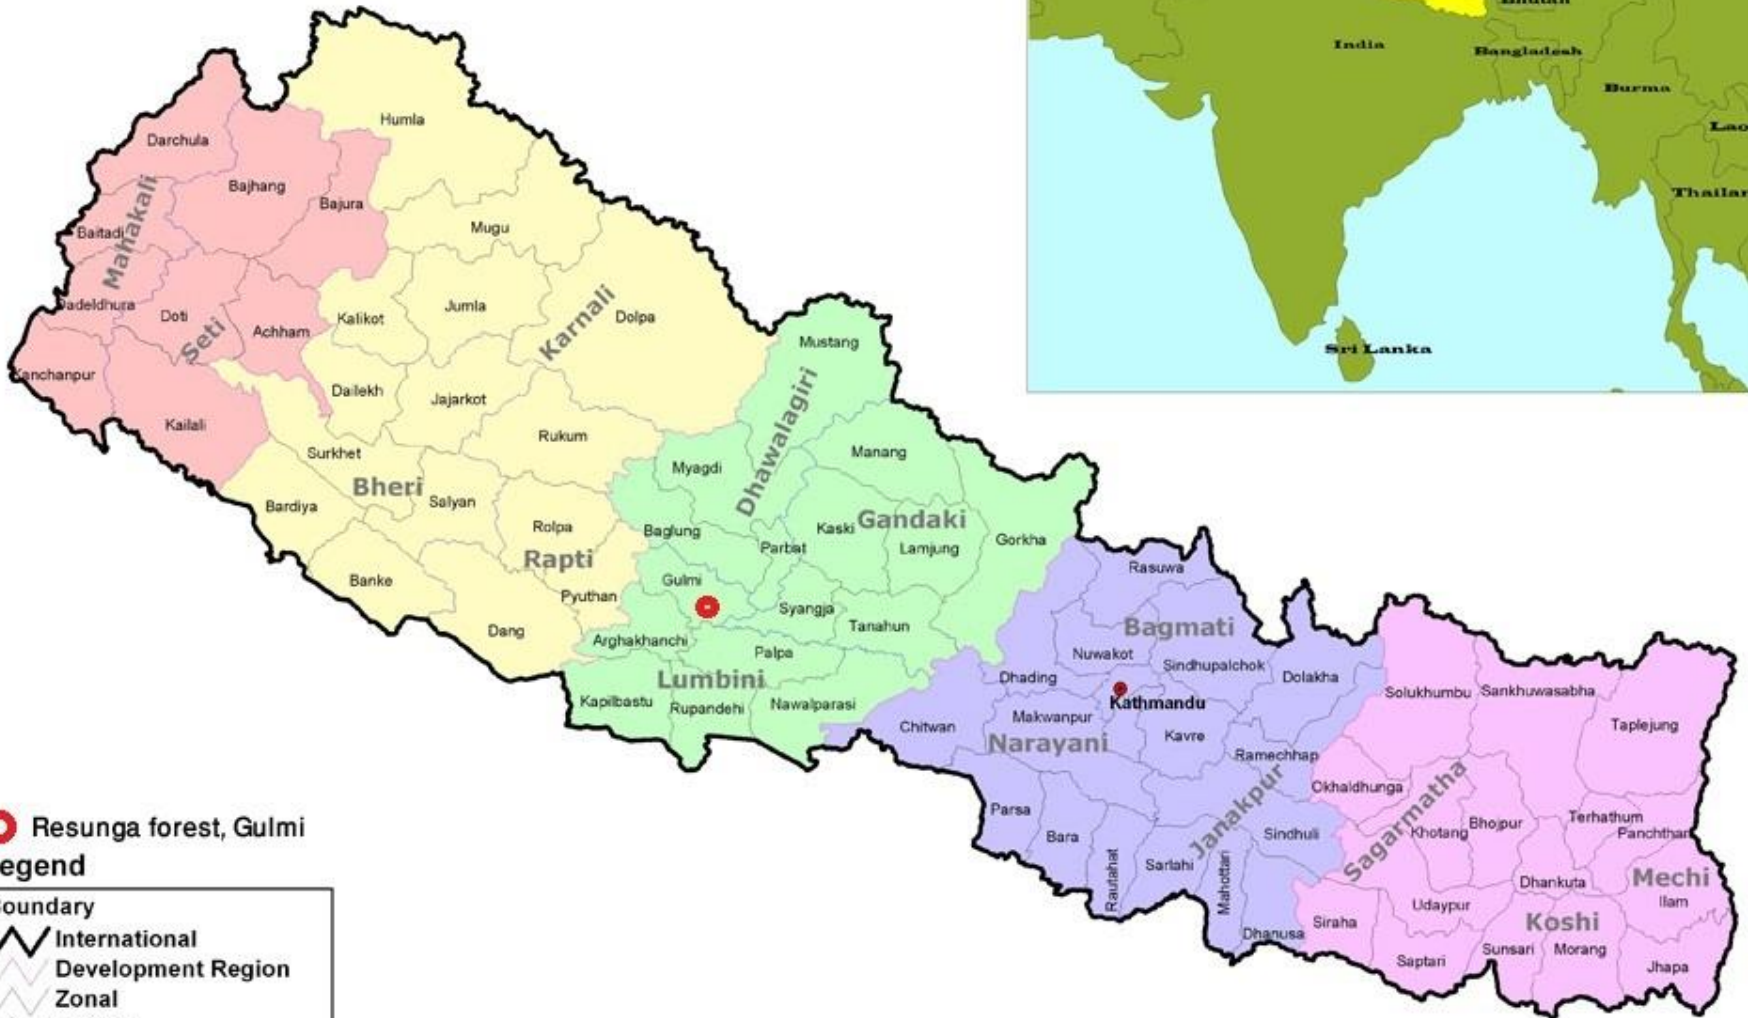 Bhutan
India
Bangladesh
Burma
Sri Lanka
Humla
Darchula
Bajhang
Bajura
Mahakali
Baitadi
Mugu
Dadeldhura
Doti
Seti
Achham
Kalikot
Jumla
Karnali
Dolpa
Mustang
Kanchanpur
Kailali
Dailekh
Jajarkot
Dhawalagiri
Rukum
Surkhet
Bheri
Salyan
Bardiya
Myagdi
Manang
Rolpa
Rapti
Baglung
Parbat
Kaski
Gandaki
Lamjung
Gorkha
Banke
Pyuthan
Gulmi
Syangja
Tanahun
Dang
Arghakhanchi
Palpa
Lumbini
Kapilbastu
Rupandehi
Nawalparasi
Rasuwa
Bagmati
Nuwakot
Sindhupalchok
Dhading
Dolakha
Kathmandu
Chitwan
Makwanpur
Narayani
Kavre
Ramechhap
Solukhumbu
Sankhuwasabha
Taplejung
Okhaldhunga
Parsa
Bara
Rautahat
Sarlahi
Mahottari
Janakpur
Sindhuli
Dhanusa
Sagarmatha
Khotang
Bhojpur
Terhathum
Panchthar
Dhankuta
Mechi
Ilam
Udaypur
Siraha
Koshi
Saptari
Sunsari
Morang
Jhapa
Resunga forest, Gulmi
egend
Boundary
International
Development Region
Zonal